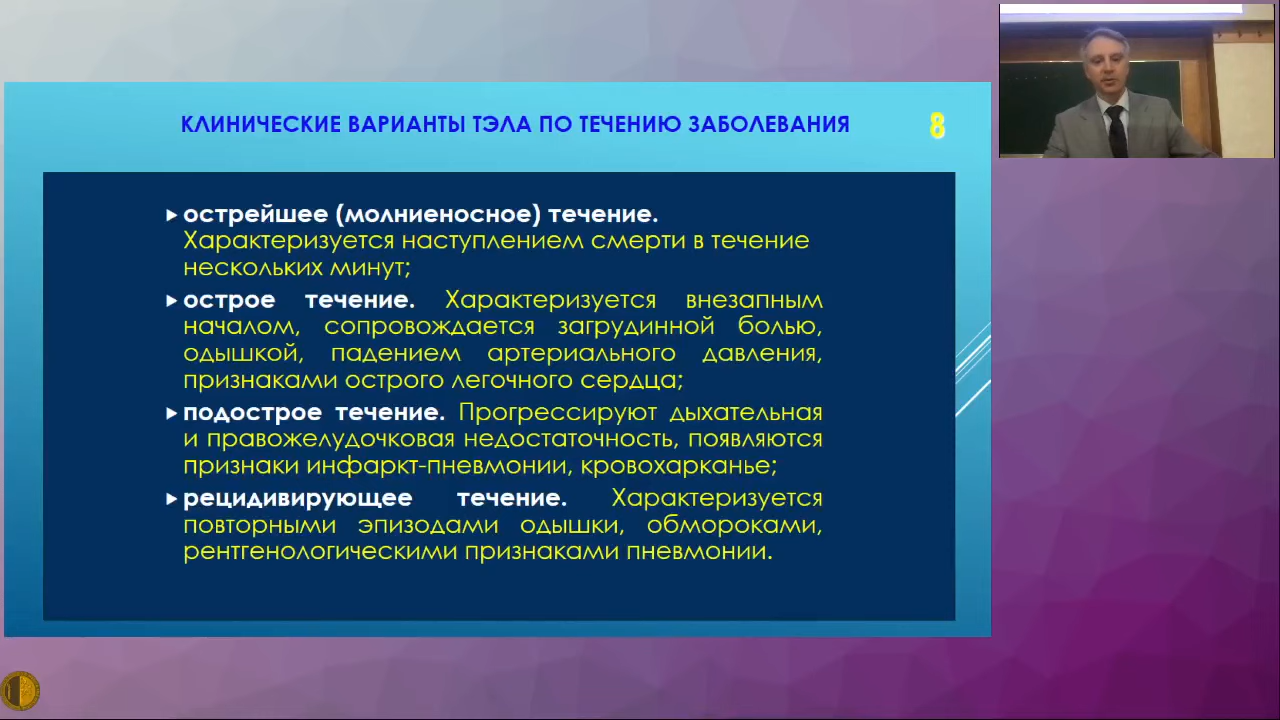 КЛИНИЧЕСКИЕ ВАРИАНТЫ ТЭЛА ПО ТЕЧЕНИЮ ЗАБОЛЕВАНИЯ
8
острейшее (молниеносное) течение.
Характеризуется наступлением смерти в течение
нескольких минут;
острое течение. Характеризуется внезапным
началом, сопровождается загрудинной болью,
одышкой, падением артериального давления,
признаками острого легочного сердца;
подострое течение. Прогрессируют дыхательная
и правожелудочковая недостаточность, появляются
признаки инфаркт-пневмонии, кровохарканье;
рецидивирующее течение. Характеризуется
повторными эпизодами одышки, обмороками,
рентгенологическими признаками пневмонии.